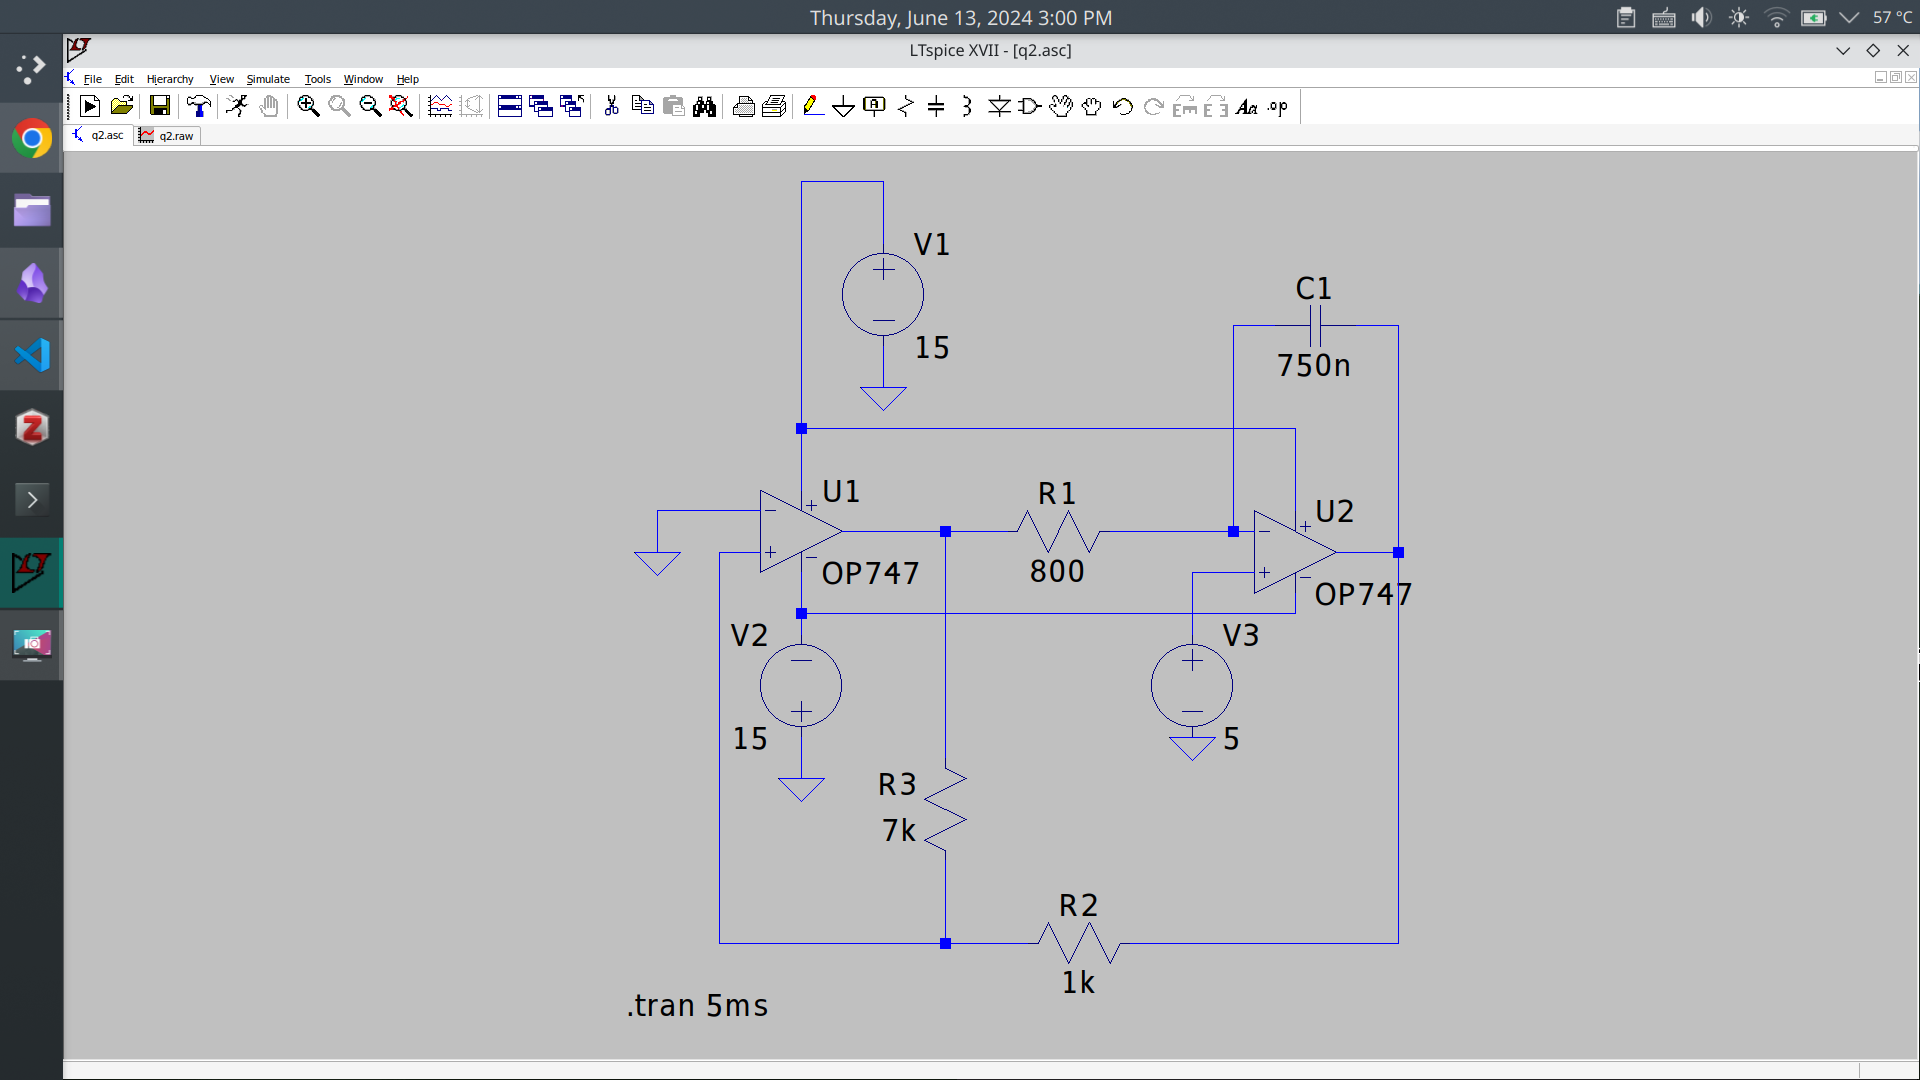 Thursday, June 13, 2024 3:00 PM
57 °C
LTspice XVII - [q2.asc]
File Edit Hierarchy View Simulate Tools Window Help
q2.asc q2.raw
V1
15
C1
750n
U1
OP747
R1
800
U2
OP747
V2
15
V3
5
R3
7k
R2
1k
.tran 5ms